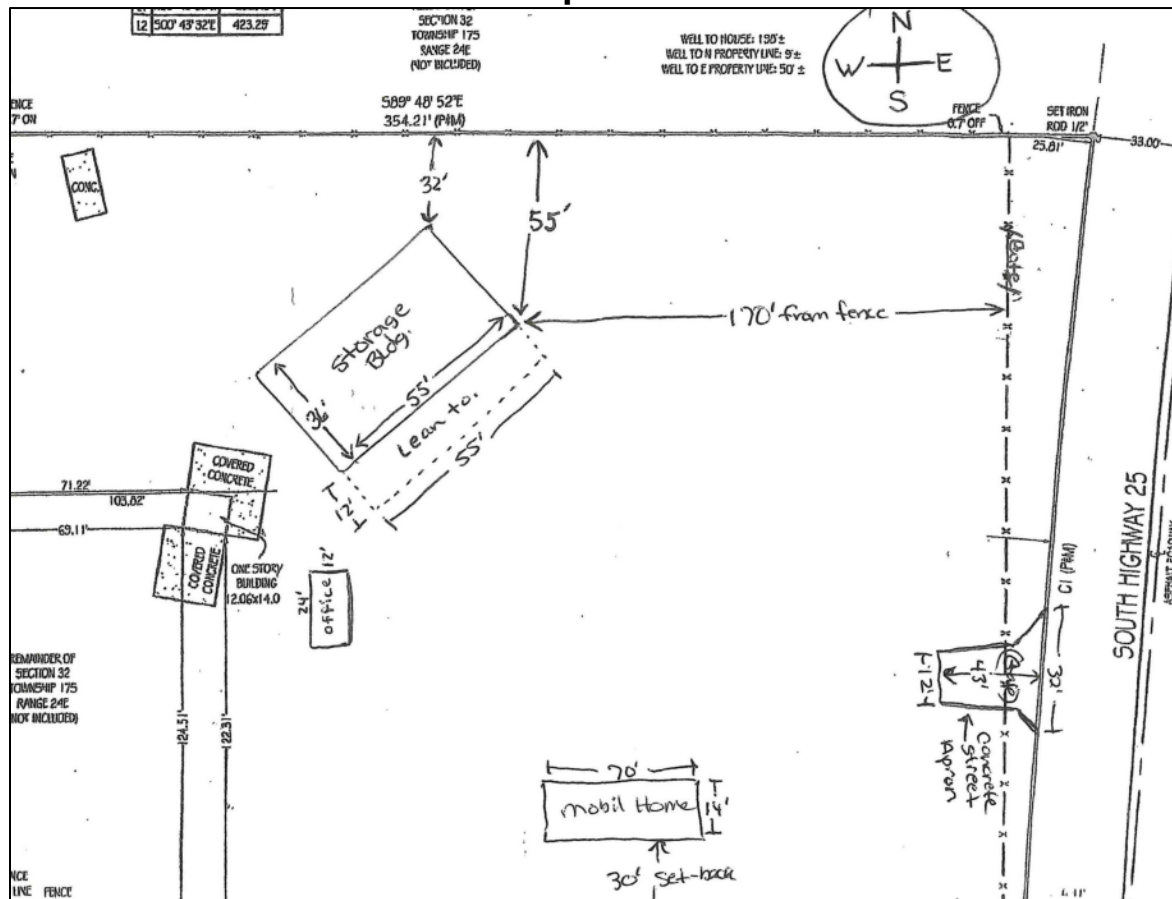 12 S00° 43' 32"E 423.25'
SECTION 32
TOWNSHIP 17S
RANGE 24E
(NOT INCLUDED)
WELL TO HOUSE: 198'±
WELL TO N PROPERTY LINE: 9'±
WELL TO E PROPERTY LINE: 50'±
N
W E
S
S89° 48' 52"E
354.21' (P&M)
FENCE
0.7' OFF
SET IRON
ROD 1/2"
25.81'
33.00'
CONC.
32'
55'
Storage
Bldg.
170' from fence
36'
55'
Lean to.
55'
12'
COVERED
CONCRETE
71.22'
103.82'
69.11'
COVERED
CONCRETE
ONE STORY
BUILDING
12.06x14.0
24'
office
12'
REMAINDER OF
SECTION 32
TOWNSHIP 17S
RANGE 24E
NOT INCLUDED)
124.51'
122.31'
C1 (P&M)
SOUTH HIGHWAY 25
12'
43'
32'
Concrete
Street
Apron
70'
Mobil Home
14'
30' Set-back
LINE FENCE